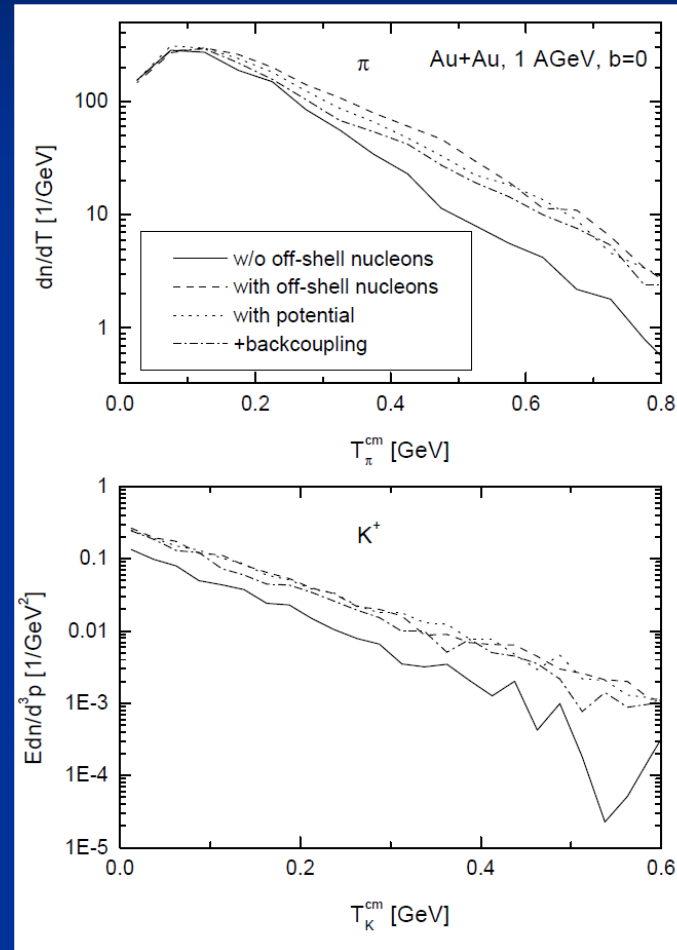 π
Au+Au, 1 AGeV, b=0
100
10
1
dn/dT [1/GeV]
w/o off-shell nucleons
with off-shell nucleons
with potential
+backcoupling
0.0 0.2 0.4 0.6 0.8
T_π^cm [GeV]
1
K⁺
0.1
0.01
1E-3
1E-4
1E-5
Edn/d³p [1/GeV²]
0.0 0.2 0.4 0.6
T_K^cm [GeV]